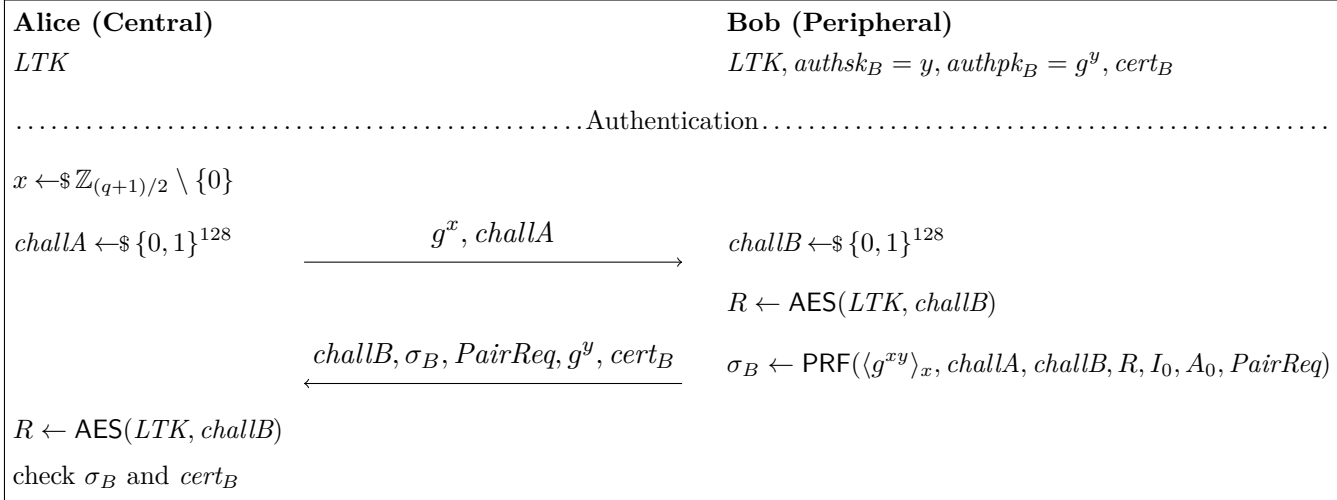 Alice (Central) Bob (Peripheral)
LTK LTK, authsk_B = y, authpk_B = g^y, cert_B
Authentication
x ←$ ℤ_{(q+1)/2} \ {0}
challA ←$ {0, 1}^{128} g^x, challA challB ←$ {0, 1}^{128}
R ← AES(LTK, challB)
challB, σ_B, PairReq, g^y, cert_B σ_B ← PRF(⟨g^{xy}⟩_x, challA, challB, R, I_0, A_0, PairReq)
R ← AES(LTK, challB)
check σ_B and cert_B